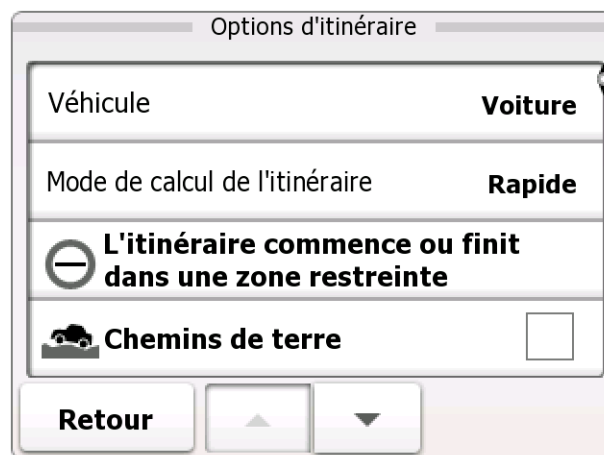 Options d'itinéraire
Véhicule Voiture
Mode de calcul de l'itinéraire Rapide
L'itinéraire commence ou finit
dans une zone restreinte
Chemins de terre
Retour